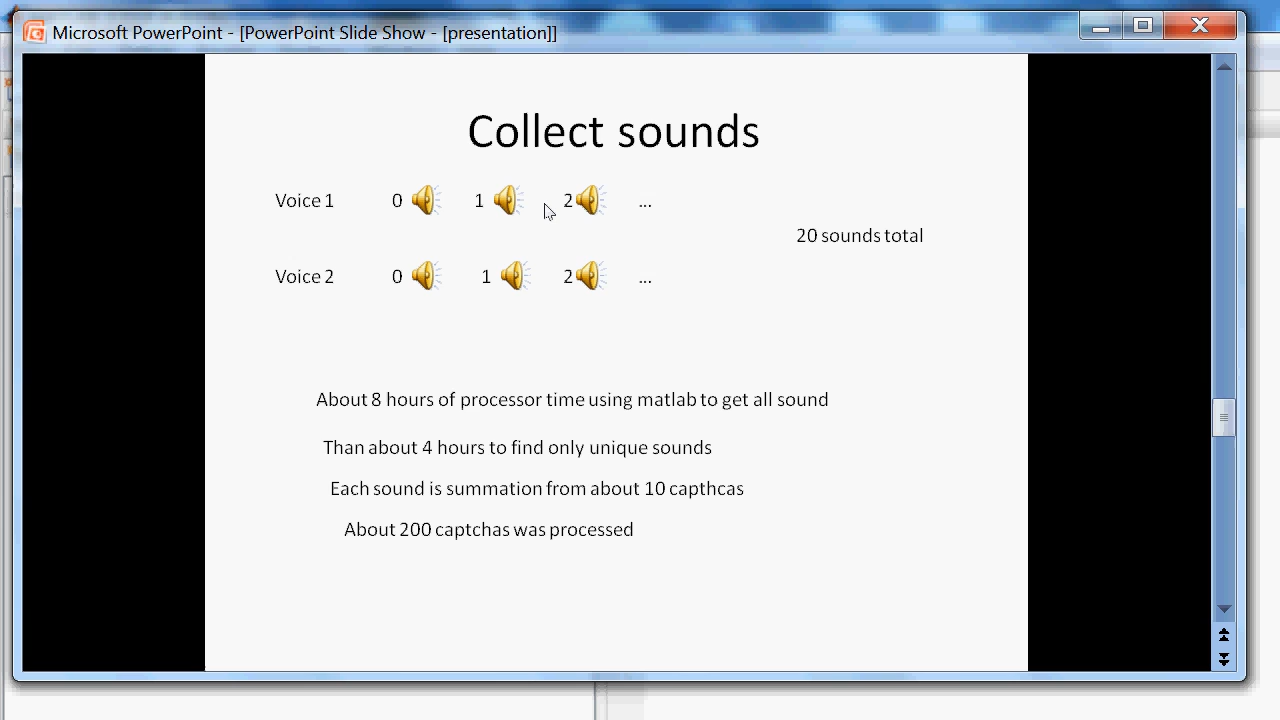 Microsoft PowerPoint - [PowerPoint Slide Show - [presentation]]
Collect sounds
Voice 1 0 1 2 ...
20 sounds total
Voice 2 0 1 2 ...
About 8 hours of processor time using matlab to get all sound
Than about 4 hours to find only unique sounds
Each sound is summation from about 10 capthcas
About 200 captchas was processed